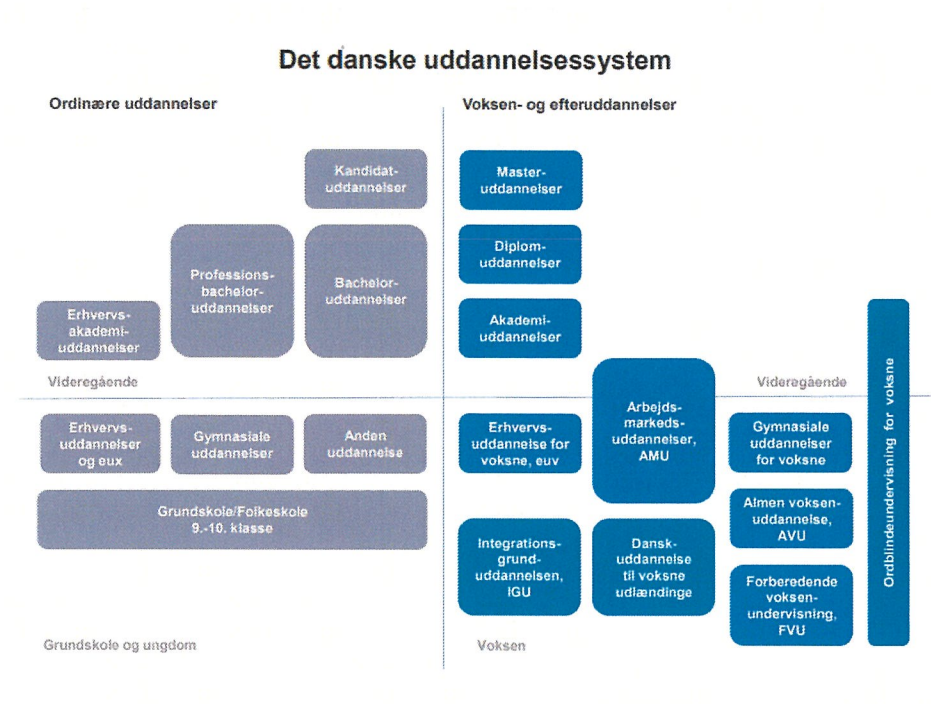 Det danske uddannelsessystem
Ordinære uddannelser
Kandidat-
uddannelser
Professions-
bachelor-
uddannelser
Bachelor-
uddannelser
Erhvervs-
akademi-
uddannelser
Videregående
Erhvervs-
uddannelser
og eux
Gymnasiale
uddannelser
Anden
uddannelse
Grundskole/Folkeskole
9.-10. klasse
Grundskole og ungdom
Voksen- og efteruddannelser
Master-
uddannelser
Diplom-
uddannelser
Akademi-
uddannelser
Videregående
Erhvervs-
uddannelse for
voksne, euv
Arbejds-
markeds-
uddannelser,
AMU
Gymnasiale
uddannelser
for voksne
Almen voksen-
uddannelse,
AVU
Integrations-
grund-
uddannelsen,
IGU
Dansk-
uddannelse
til voksne
udlændinge
Forberedende
voksen-
undervisning,
FVU
Voksen
Ordblindeundervisning for voksne